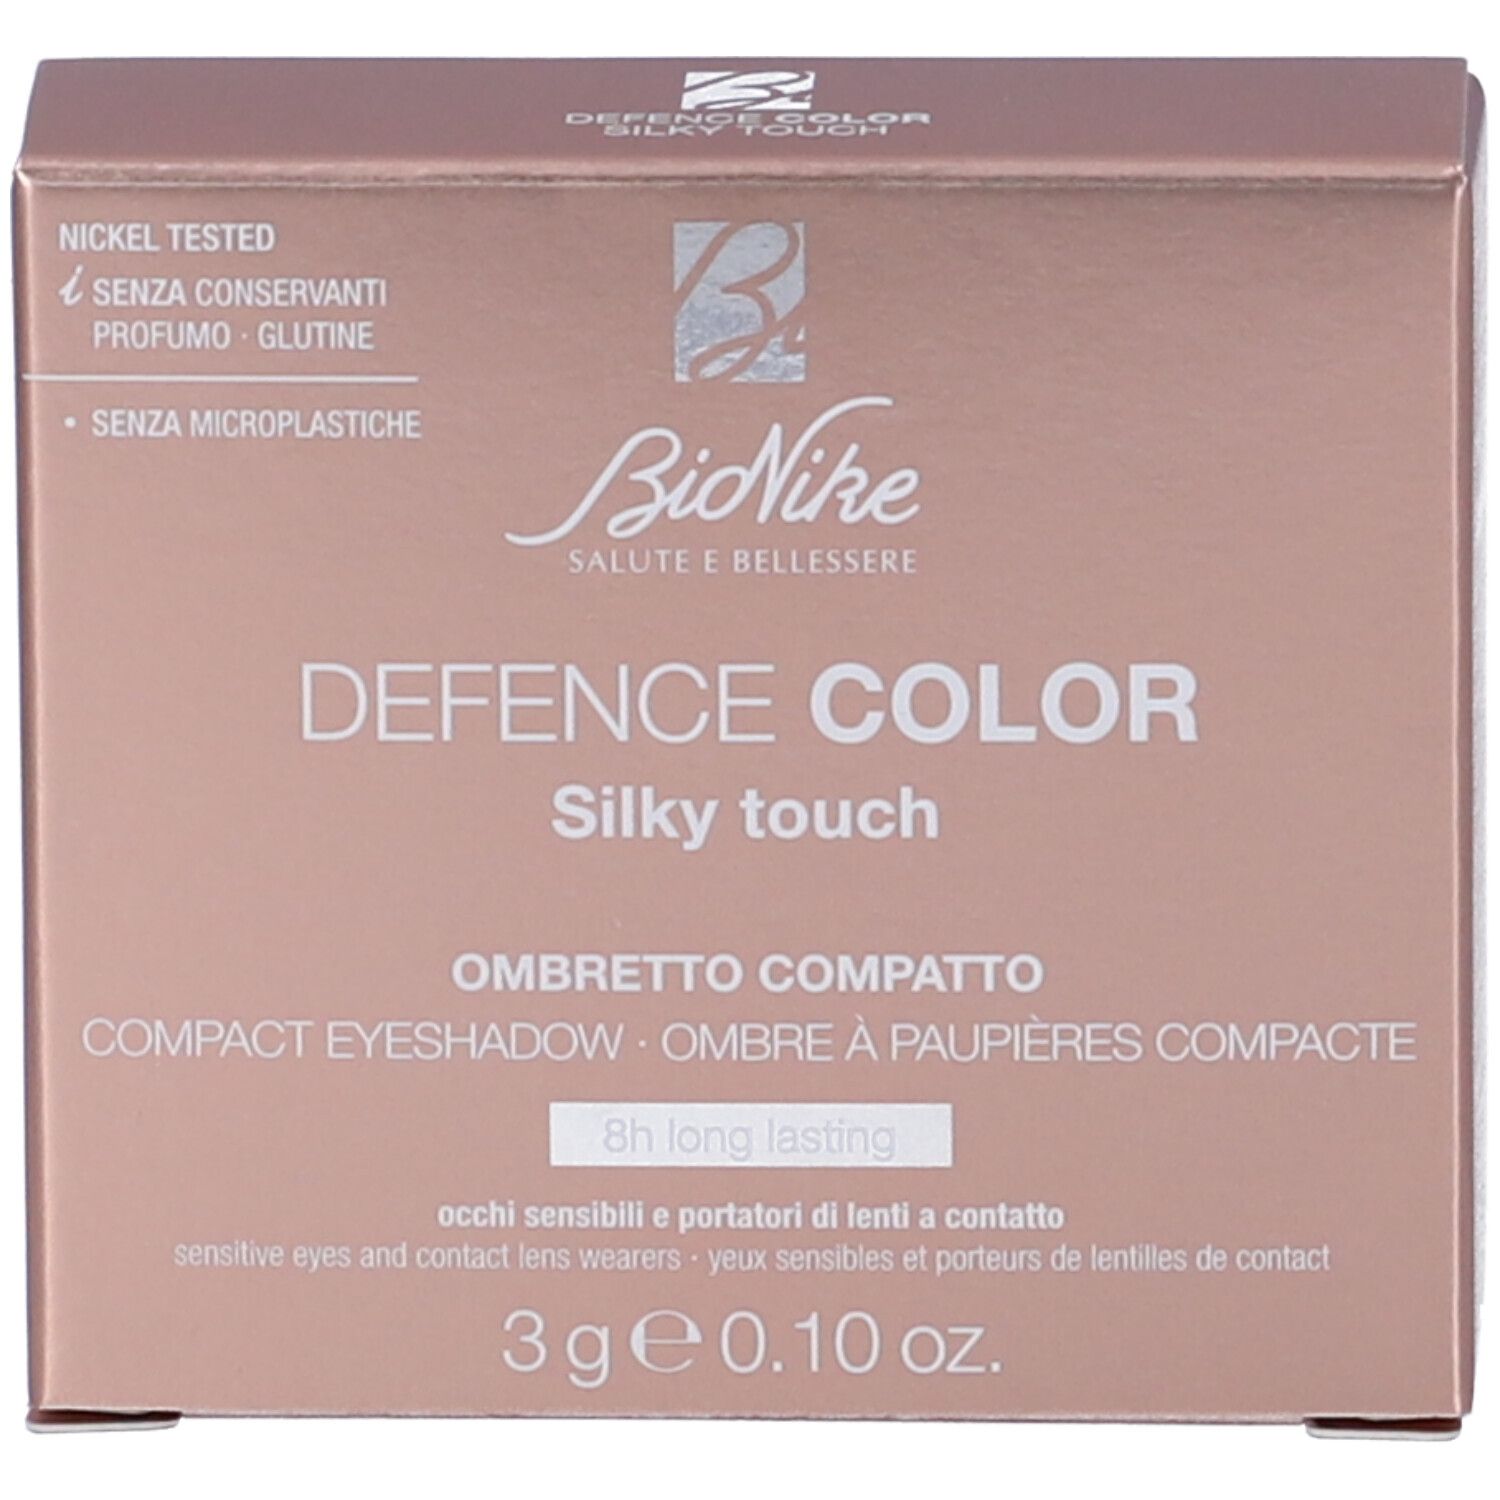 DEFENCE COLOR
SILKY TOUCH
NICKEL TESTED
i SENZA CONSERVANTI
PROFUMO · GLUTINE
• SENZA MICROPLASTICHE
BioNike
SALUTE E BELLESSERE
DEFENCE COLOR
Silky touch
OMBRETTO COMPATTO
COMPACT EYESHADOW · OMBRE À PAUPIÈRES COMPACTE
8h long lasting
occhi sensibili e portatori di lenti a contatto
sensitive eyes and contact lens wearers · yeux sensibles et porteurs de lentilles de contact
3 g ℮ 0.10 oz.